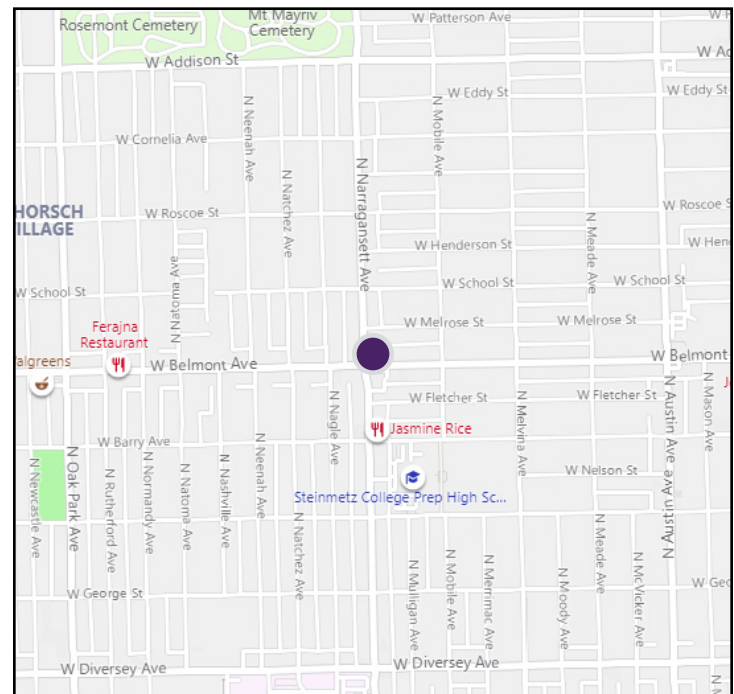 Rosemont Cemetery
Mt Mayriv
Cemetery
W Patterson Ave
W Addison St
W Eddy St
W Eddy St
N Neenah Ave
N Mobile Ave
W Cornelia Ave
N Natchez Ave
N Narragansett Ave
HORSCH
ILLAGE
W Roscoe St
W Roscoe S
N Meade Ave
W Henderson St
W Hen
N Natoma Ave
W School St
W School St
W School St
W Melrose St
W Melrose St
Ferajna
Restaurant
algreens
W Belmont Ave
W Belmont
W Fletcher St
W Fletcher St
N Nagle Ave
Jasmine Rice
N Melvina Ave
N Austin Ave
N Mason Ave
W Barry Ave
N Newcastle Ave
N Oak Park Ave
N Rutherford Ave
N Normandy Ave
N Natoma Ave
N Nashville Ave
N Neenah Ave
N Natchez Ave
W Nelson St
Steinmetz College Prep High Sc...
N Austin Ave
N Mulligan Ave
N Mobile Ave
N Merrimac Ave
N Moody Ave
N Meade Ave
N McVicker Ave
W George St
W Geo
W Diversey Ave
W Diversey Ave